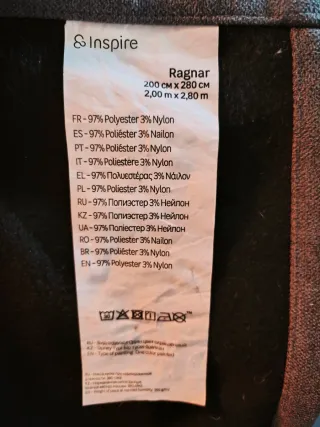 Inspire
Ragnar
200 CM X 280 CM
2,00 m x 2,80 m
FR - 97% Polyester 3% Nylon
ES - 97% Poliéster 3% Nailon
PT - 97% Poliéster 3% Nylon
IT - 97% Poliestere 3% Nylon
EL - 97% Πολυεστέρας 3% Νάιλον
PL - 97% Poliester 3% Nylon
RU - 97% Полиэстер 3% Нейлон
KZ - 97% Полиэстер 3% Нейлон
UA - 97% Поліестер 3% Нейлон
RO - 97% Poliester 3% Nailon
BR - 97% Poliéster 3% Nylon
EN - 97% Polyester 3% Nylon